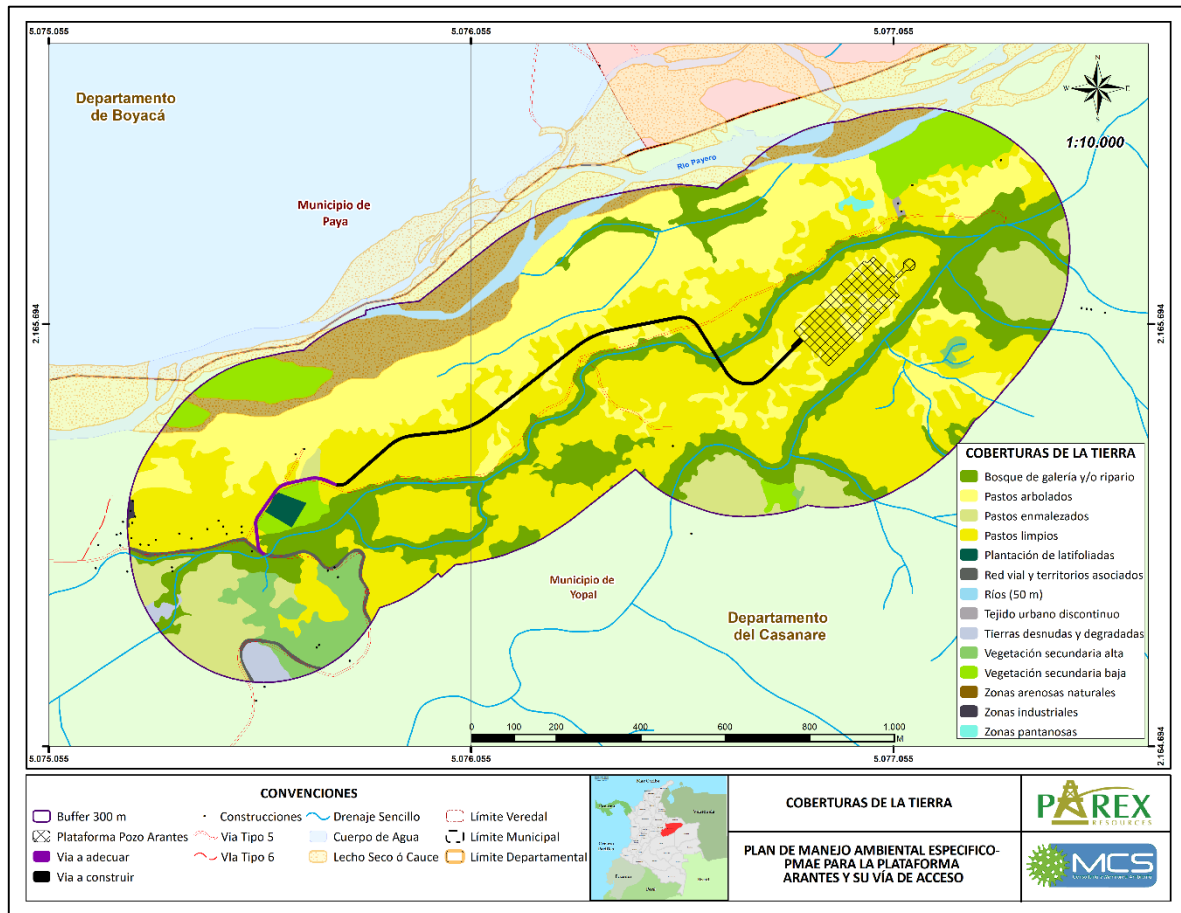 5.075.055
5.076.055
5.077.055
Departamento
de Boyacá
N
W
E
S
1:10.000
Rio Payero
Municipio de
Paya
2.165.694
2.165.694
COBERTURAS DE LA TIERRA
Bosque de galería y/o ripario
Pastos arbolados
Pastos enmalezados
Pastos limpios
Plantación de latifoliadas
Red vial y territorios asociados
Ríos (50 m)
Tejido urbano discontinuo
Tierras desnudas y degradadas
Vegetación secundaria alta
Vegetación secundaria baja
Zonas arenosas naturales
Zonas industriales
Zonas pantanosas
Municipio de
Yopal
Departamento
del Casanare
0 100 200 400 600 800 1.000
M
2.164.694
5.075.055
5.076.055
5.077.055
CONVENCIONES
Buffer 300 m
Construcciones
Drenaje Sencillo
Límite Veredal
Plataforma Pozo Arantes
Via Tipo 5
Cuerpo de Agua
Límite Municipal
Via a adecuar
VIa Tipo 6
Lecho Seco ó Cauce
Límite Departamental
Via a construir
COBERTURAS DE LA TIERRA
PLAN DE MANEJO AMBIENTAL ESPECIFICO-
PMAE PARA LA PLATAFORMA
ARANTES Y SU VÍA DE ACCESO
PAREX
RESOURCES
MCS